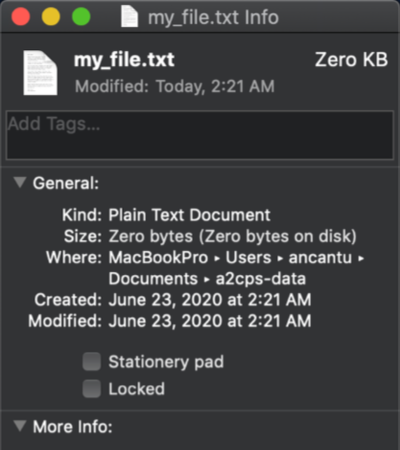 my_file.txt Info
my_file.txt Zero KB
Modified: Today, 2:21 AM
Add Tags...
General:
Kind: Plain Text Document
Size: Zero bytes (Zero bytes on disk)
Where: MacBookPro ▸ Users ▸ ancantu ▸
Documents ▸ a2cps-data
Created: June 23, 2020 at 2:21 AM
Modified: June 23, 2020 at 2:21 AM
Stationery pad
Locked
More Info: